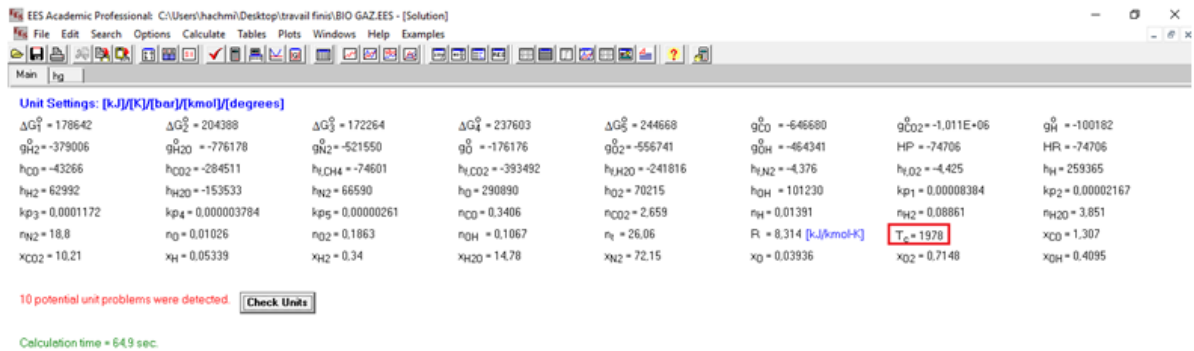 EES Academic Professional: C:\Users\hachmi\Desktop\travail finis\BIO GAZ.EES - [Solution]
File Edit Search Options Calculate Tables Plots Windows Help Examples
Main hg
Unit Settings: [kJ]/[K]/[bar]/[kmol]/[degrees]
ΔG°1 = 178642 ΔG°2 = 204388 ΔG°3 = 172264 ΔG°4 = 237603 ΔG°5 = 244668 g°CO = -646680 g°CO2 = -1,011E+06 g°H = -100182
g°H2 = -379006 g°H2O = -776178 g°N2 = -521550 g°O = -176176 g°O2 = -556741 g°OH = -464341 HP = -74706 HR = -74706
hCO = -43266 hCO2 = -284511 hf,CH4 = -74601 hf,CO2 = -393492 hf,H2O = -241816 hf,N2 = -4,376 hf,O2 = -4,425 hH = 259365
hH2 = 62992 hH2O = -153533 hN2 = 66590 hO = 290890 hO2 = 70215 hOH = 101230 kp1 = 0,00008384 kp2 = 0,00002167
kp3 = 0,0001172 kp4 = 0,000003784 kp5 = 0,00000261 nCO = 0,3406 nCO2 = 2,659 nH = 0,01391 nH2 = 0,08861 nH2O = 3,851
nN2 = 18,8 nO = 0,01026 nO2 = 0,1863 nOH = 0,1067 nt = 26,06 R = 8,314 [kJ/kmol-K] Tc = 1978 xCO = 1,307
xCO2 = 10,21 xH = 0,05339 xH2 = 0,34 xH2O = 14,78 xN2 = 72,15 xO = 0,03936 xO2 = 0,7148 xOH = 0,4095
10 potential unit problems were detected. Check Units
Calculation time = 64,9 sec.